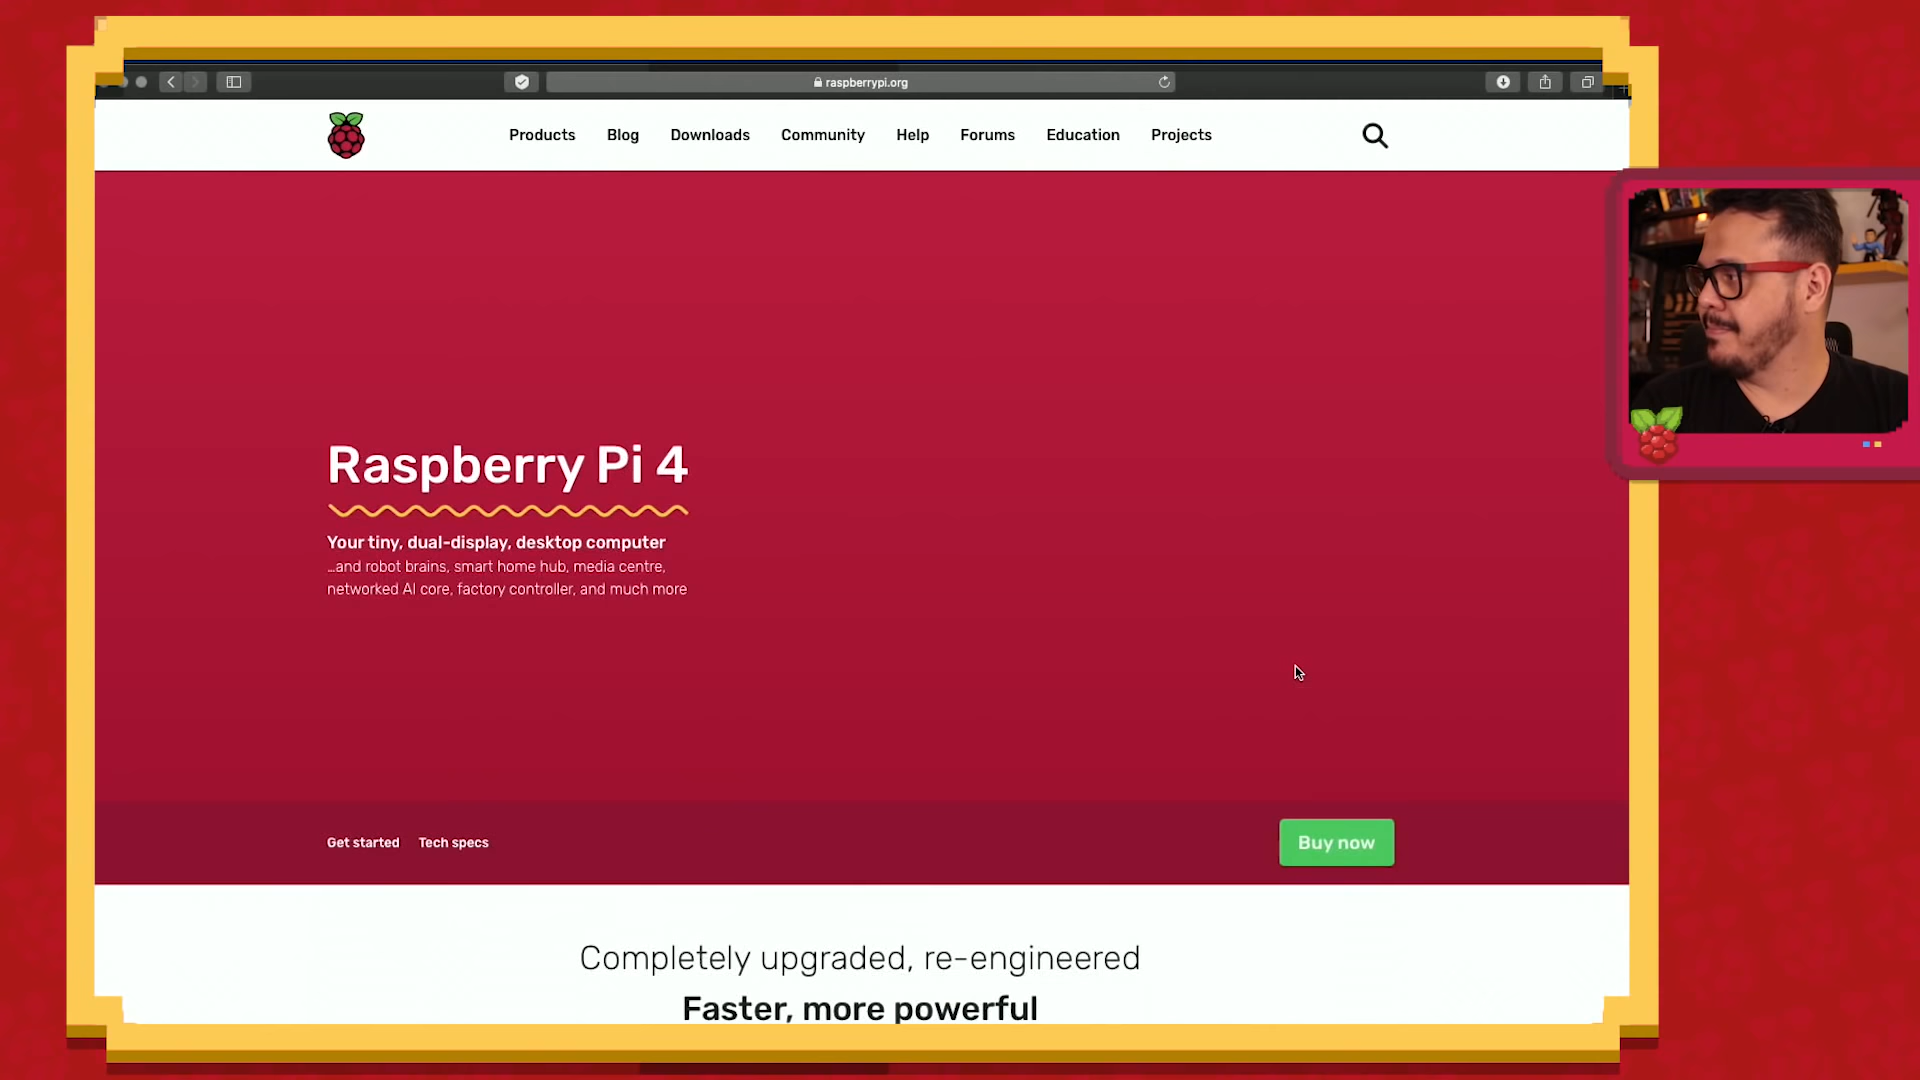 raspberrypi.org
Products Blog Downloads Community Help Forums Education Projects
Raspberry Pi 4
Your tiny, dual-display, desktop computer
...and robot brains, smart home hub, media centre,
networked AI core, factory controller, and much more
Get started Tech specs
Buy now
Completely upgraded, re-engineered
Faster, more powerful